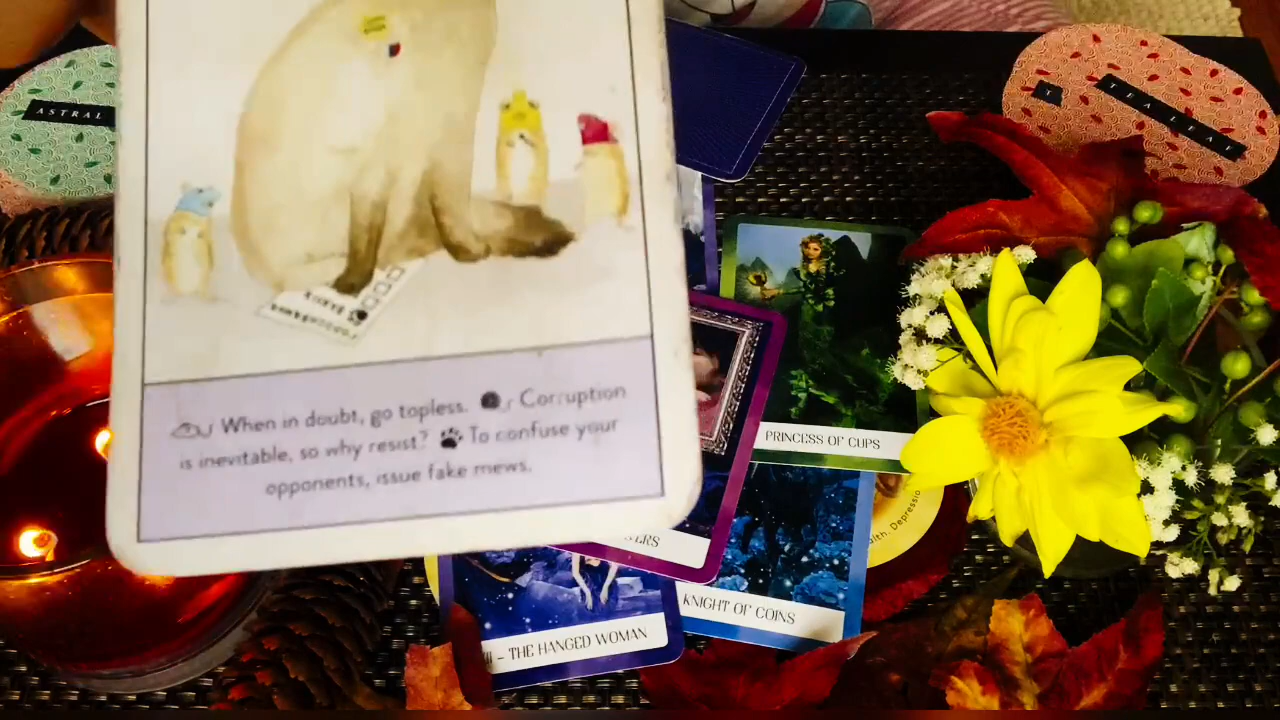 ASTRAL
T
TEA LEAF
When in doubt, go topless. Corruption
is inevitable, so why resist? To confuse your
opponents, issue fake mews.
PRINCESS OF CUPS
KNIGHT OF COINS
- THE HANGED WOMAN
Depressio